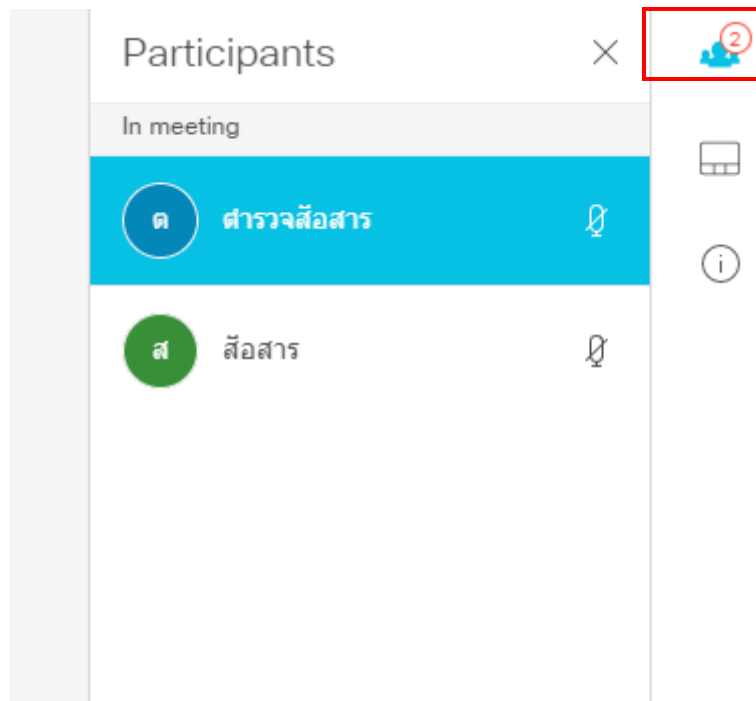 Participants
2
In meeting
ต ตำรวจสื่อสาร
ส สื่อสาร
i